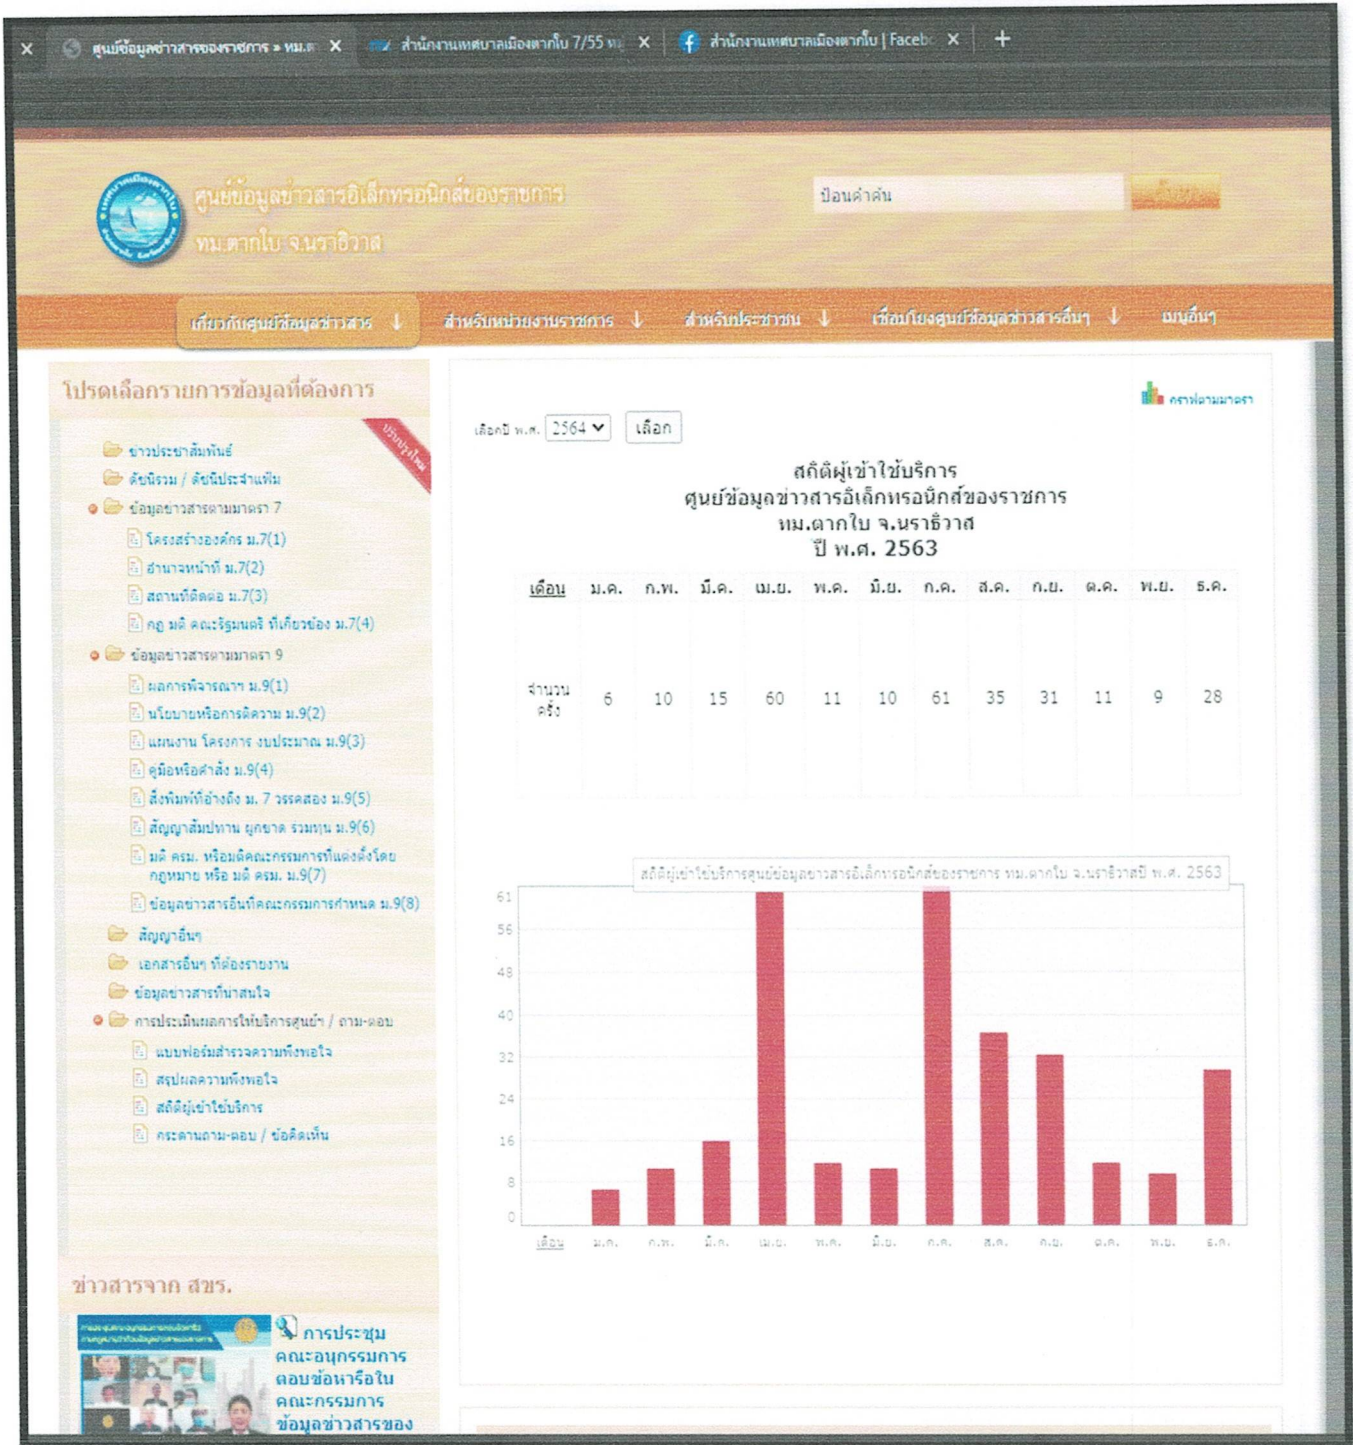 ศูนย์ข้อมูลข่าวสารของราชการ » ทม.ต
สำนักงานเทศบาลเมืองตากใบ 7/55 หมู
สำนักงานเทศบาลเมืองตากใบ | Facebo
ศูนย์ข้อมูลข่าวสารอิเล็กทรอนิกส์ของราชการ
ทม.ตากใบ จ.นราธิวาส
ป้อนคำค้น
เกี่ยวกับศูนย์ข้อมูลข่าวสาร ↓
สำหรับหน่วยงานราชการ ↓
สำหรับประชาชน ↓
เชื่อมโยงศูนย์ข้อมูลข่าวสารอื่นๆ ↓
เมนูอื่นๆ
โปรดเลือกรายการข้อมูลที่ต้องการ
ปรับปรุงใหม่
ข่าวประชาสัมพันธ์
ดัชนีรวม / ดัชนีประจำแฟ้ม
ข้อมูลข่าวสารตามมาตรา 7
โครงสร้างองค์กร ม.7(1)
อำนาจหน้าที่ ม.7(2)
สถานที่ติดต่อ ม.7(3)
กฎ มติ คณะรัฐมนตรี ที่เกี่ยวข้อง ม.7(4)
ข้อมูลข่าวสารตามมาตรา 9
ผลการพิจารณาฯ ม.9(1)
นโยบายหรือการตีความ ม.9(2)
แผนงาน โครงการ งบประมาณ ม.9(3)
คู่มือหรือคำสั่ง ม.9(4)
สิ่งพิมพ์ที่อ้างถึง ม. 7 วรรคสอง ม.9(5)
สัญญาสัมปทาน ผูกขาด ร่วมทุน ม.9(6)
มติ ครม. หรือมติคณะกรรมการที่แต่งตั้งโดย
กฎหมาย หรือ มติ ครม. ม.9(7)
ข้อมูลข่าวสารอื่นที่คณะกรรมการกำหนด ม.9(8)
สัญญาอื่นๆ
เอกสารอื่นๆ ที่ต้องรายงาน
ข้อมูลข่าวสารที่น่าสนใจ
การประเมินผลการให้บริการศูนย์ฯ / ถาม-ตอบ
แบบฟอร์มสำรวจความพึงพอใจ
สรุปผลความพึงพอใจ
สถิติผู้เข้าใช้บริการ
กระดานถาม-ตอบ / ข้อคิดเห็น
ข่าวสารจาก สขร.
การประชุม
คณะอนุกรรมการ
ตอบข้อหารือใน
คณะกรรมการ
ข้อมูลข่าวสารของ
กราฟตามมาตรา
เลือกปี พ.ศ. 2564 เลือก
สถิติผู้เข้าใช้บริการ
ศูนย์ข้อมูลข่าวสารอิเล็กทรอนิกส์ของราชการ
ทม.ตากใบ จ.นราธิวาส
ปี พ.ศ. 2563
เดือน ม.ค. ก.พ. มี.ค. เม.ย. พ.ค. มิ.ย. ก.ค. ส.ค. ก.ย. ต.ค. พ.ย. ธ.ค.
จำนวน
ครั้ง 6 10 15 60 11 10 61 35 31 11 9 28
สถิติผู้เข้าใช้บริการศูนย์ข้อมูลข่าวสารอิเล็กทรอนิกส์ของราชการ ทม.ตากใบ จ.นราธิวาสปี พ.ศ. 2563
61
56
48
40
32
24
16
8
0
เดือน ม.ค. ก.พ. มี.ค. เม.ย. พ.ค. มิ.ย. ก.ค. ส.ค. ก.ย. ต.ค. พ.ย. ธ.ค.